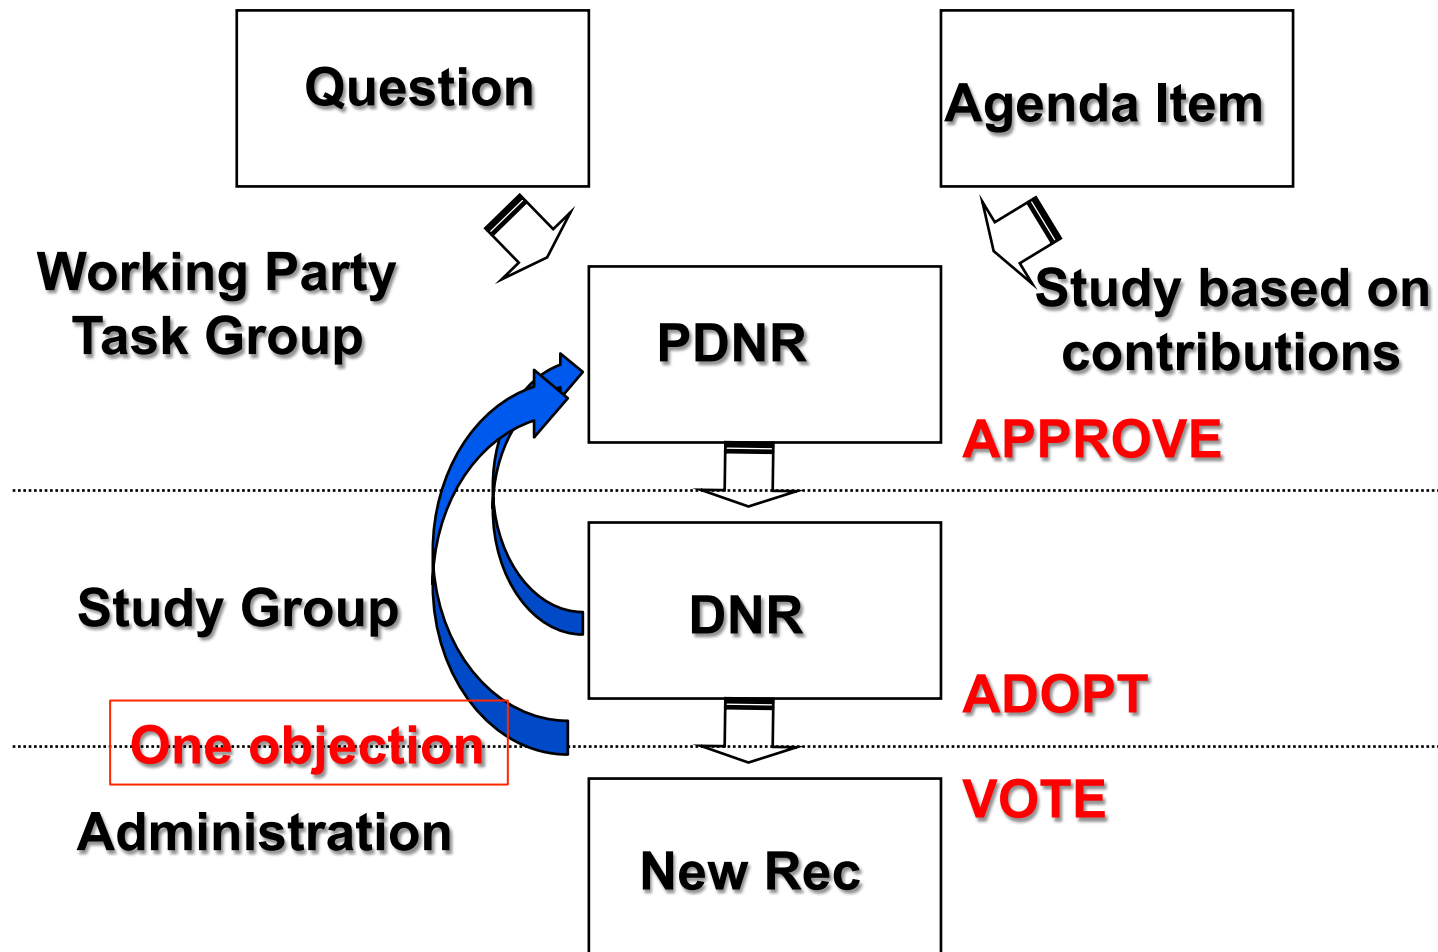 Question
Agenda Item
Working Party
Task Group
PDNR
Study based on
contributions
APPROVE
Study Group
DNR
ADOPT
One objection
VOTE
Administration
New Rec